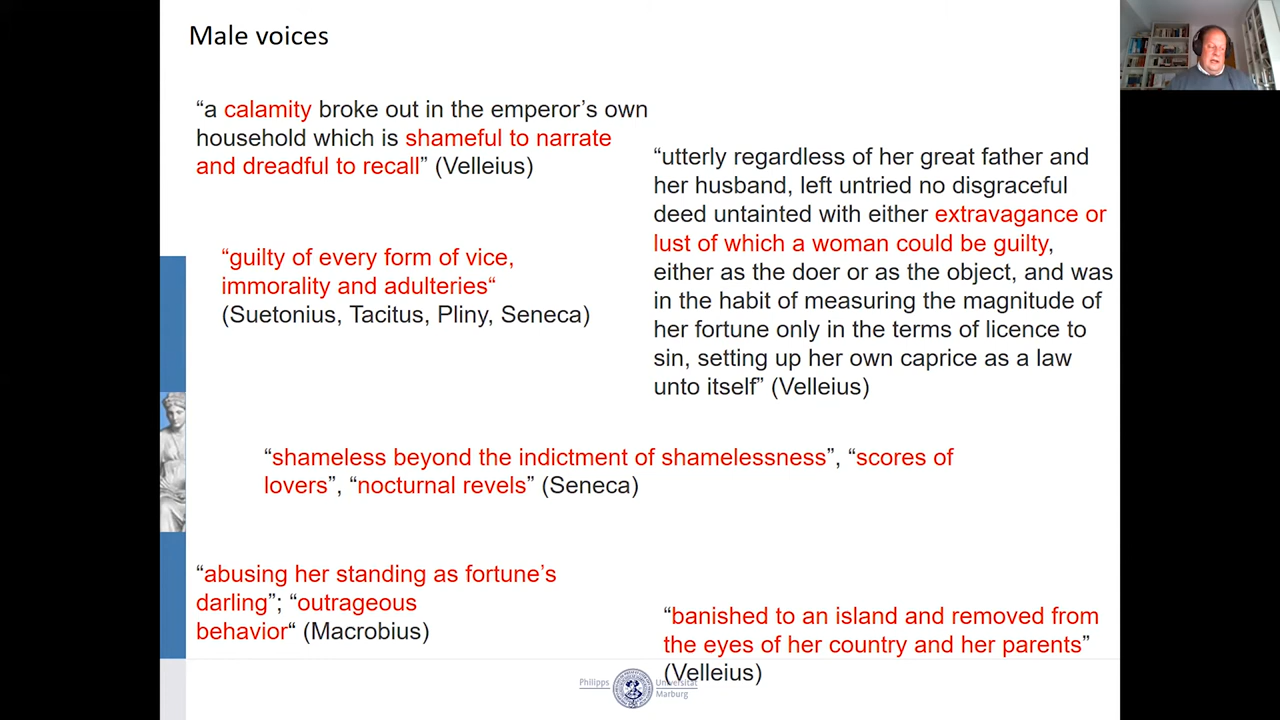 Male voices
“a calamity broke out in the emperor’s own
household which is shameful to narrate
and dreadful to recall” (Velleius)
“utterly regardless of her great father and
her husband, left untried no disgraceful
deed untainted with either extravagance or
lust of which a woman could be guilty,
either as the doer or as the object, and was
in the habit of measuring the magnitude of
her fortune only in the terms of licence to
sin, setting up her own caprice as a law
unto itself” (Velleius)
“guilty of every form of vice,
immorality and adulteries“
(Suetonius, Tacitus, Pliny, Seneca)
“shameless beyond the indictment of shamelessness”, “scores of
lovers”, “nocturnal revels” (Seneca)
“abusing her standing as fortune’s
darling”; “outrageous
behavior“ (Macrobius)
“banished to an island and removed from
the eyes of her country and her parents”
(Velleius)
Philipps Universität
Marburg